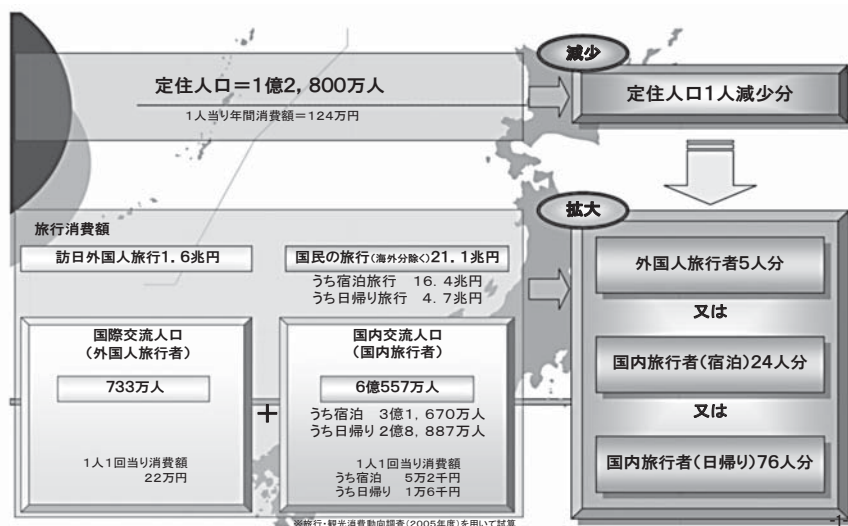 減少
定住人口=1億2,800万人
1人当り年間消費額=124万円
定住人口1人減少分
拡大
旅行消費額
訪日外国人旅行1.6兆円
国民の旅行(海外分除く)21.1兆円
うち宿泊旅行 16.4兆円
うち日帰り旅行 4.7兆円
外国人旅行者5人分
又は
国内旅行者(宿泊)24人分
又は
国内旅行者(日帰り)76人分
国際交流人口
(外国人旅行者)
733万人
1人1回当り消費額
22万円
+
国内交流人口
(国内旅行者)
6億557万人
うち宿泊 3億1,670万人
うち日帰り 2億8,887万人
1人1回当り消費額
うち宿泊 5万2千円
うち日帰り 1万6千円
※旅行・観光消費動向調査(2005年度)を用いて試算
-1-